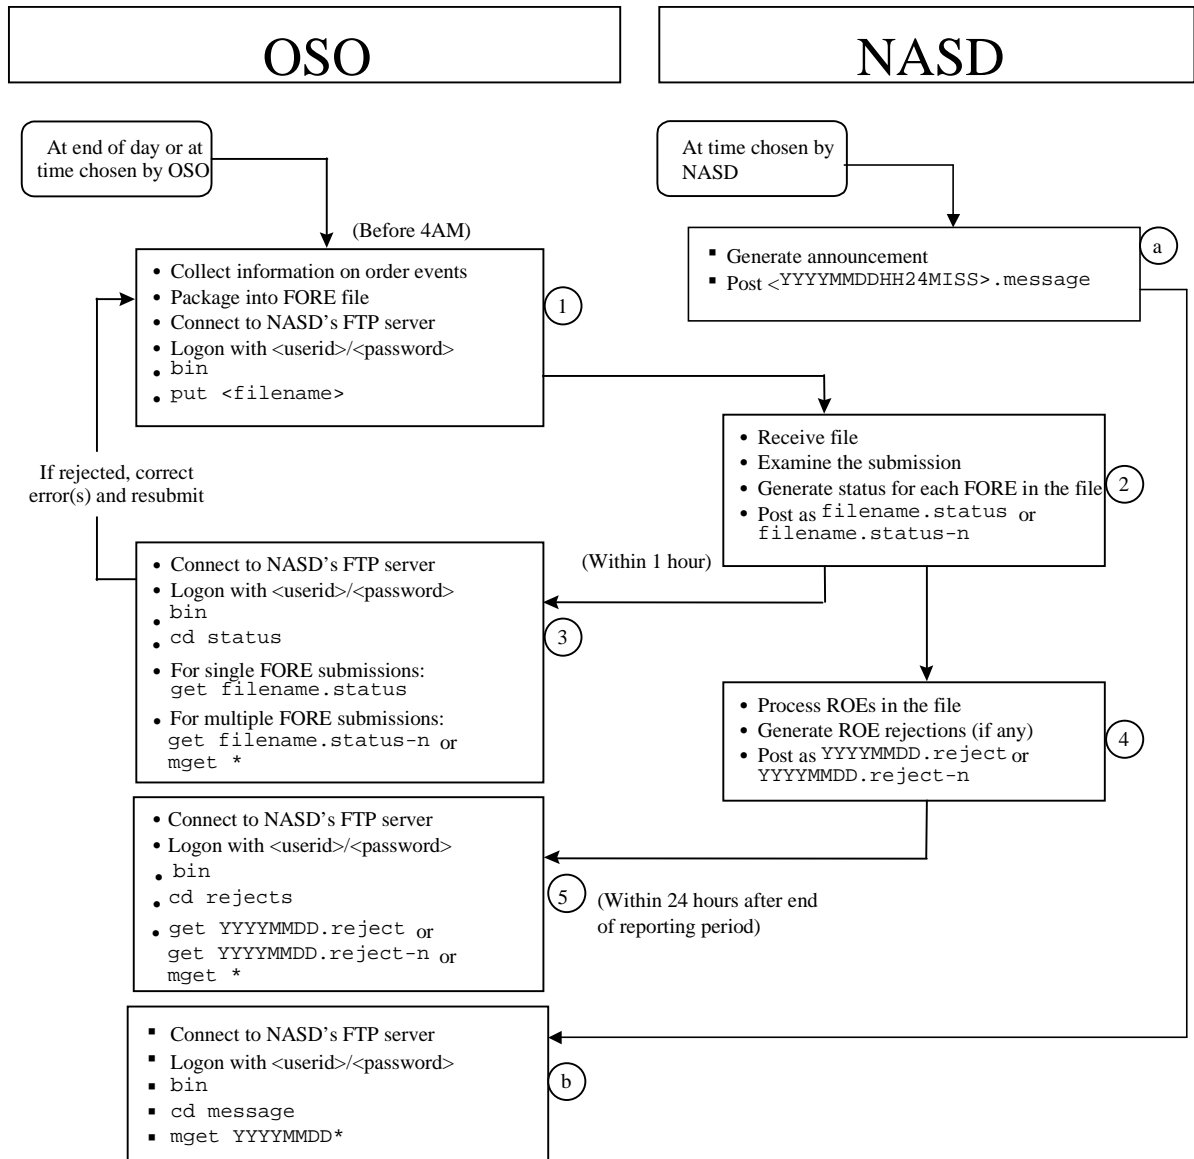 OSO
NASD
At end of day or at
time chosen by OSO
At time chosen by
NASD
(Before 4AM)
• Collect information on order events
• Package into FORE file
• Connect to NASD's FTP server
• Logon with <userid>/<password>
• bin
• put <filename>
1
▪ Generate announcement
▪ Post <YYYYMMDDHH24MISS>.message
a
• Receive file
• Examine the submission
• Generate status for each FORE in the file
• Post as filename.status or
filename.status-n
2
If rejected, correct
error(s) and resubmit
(Within 1 hour)
• Connect to NASD's FTP server
• Logon with <userid>/<password>
• bin
• cd status
• For single FORE submissions:
get filename.status
• For multiple FORE submissions:
get filename.status-n or
mget *
3
• Process ROEs in the file
• Generate ROE rejections (if any)
• Post as YYYYMMDD.reject or
YYYYMMDD.reject-n
4
• Connect to NASD's FTP server
• Logon with <userid>/<password>
• bin
• cd rejects
• get YYYYMMDD.reject or
get YYYYMMDD.reject-n or
mget *
5
(Within 24 hours after end
of reporting period)
▪ Connect to NASD's FTP server
▪ Logon with <userid>/<password>
▪ bin
▪ cd message
▪ mget YYYYMMDD*
b